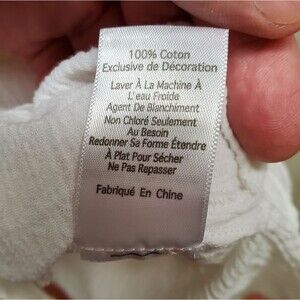 100% Coton
Exclusive de Décoration
Laver À La Machine À
L'eau Froide
Agent De Blanchiment
Non Chloré Seulement
Au Besoin
Redonner Sa Forme Étendre
À Plat Pour Sécher
Ne Pas Repasser
Fabriqué En Chine